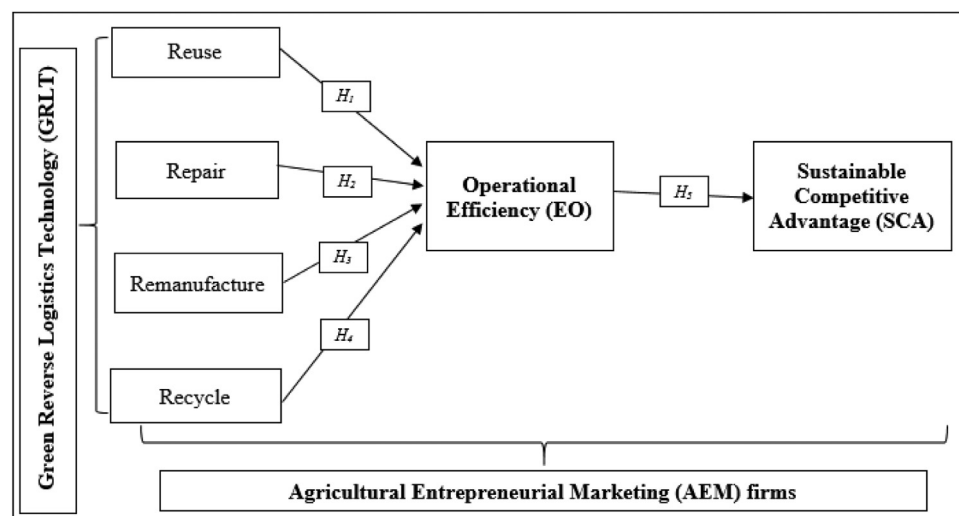 Green Reverse Logistics Technology (GRLT)
Reuse
H₁
Repair
H₂
Operational
Efficiency (EO)
H₅
Sustainable
Competitive
Advantage (SCA)
Remanufacture
H₃
H₄
Recycle
Agricultural Entrepreneurial Marketing (AEM) firms